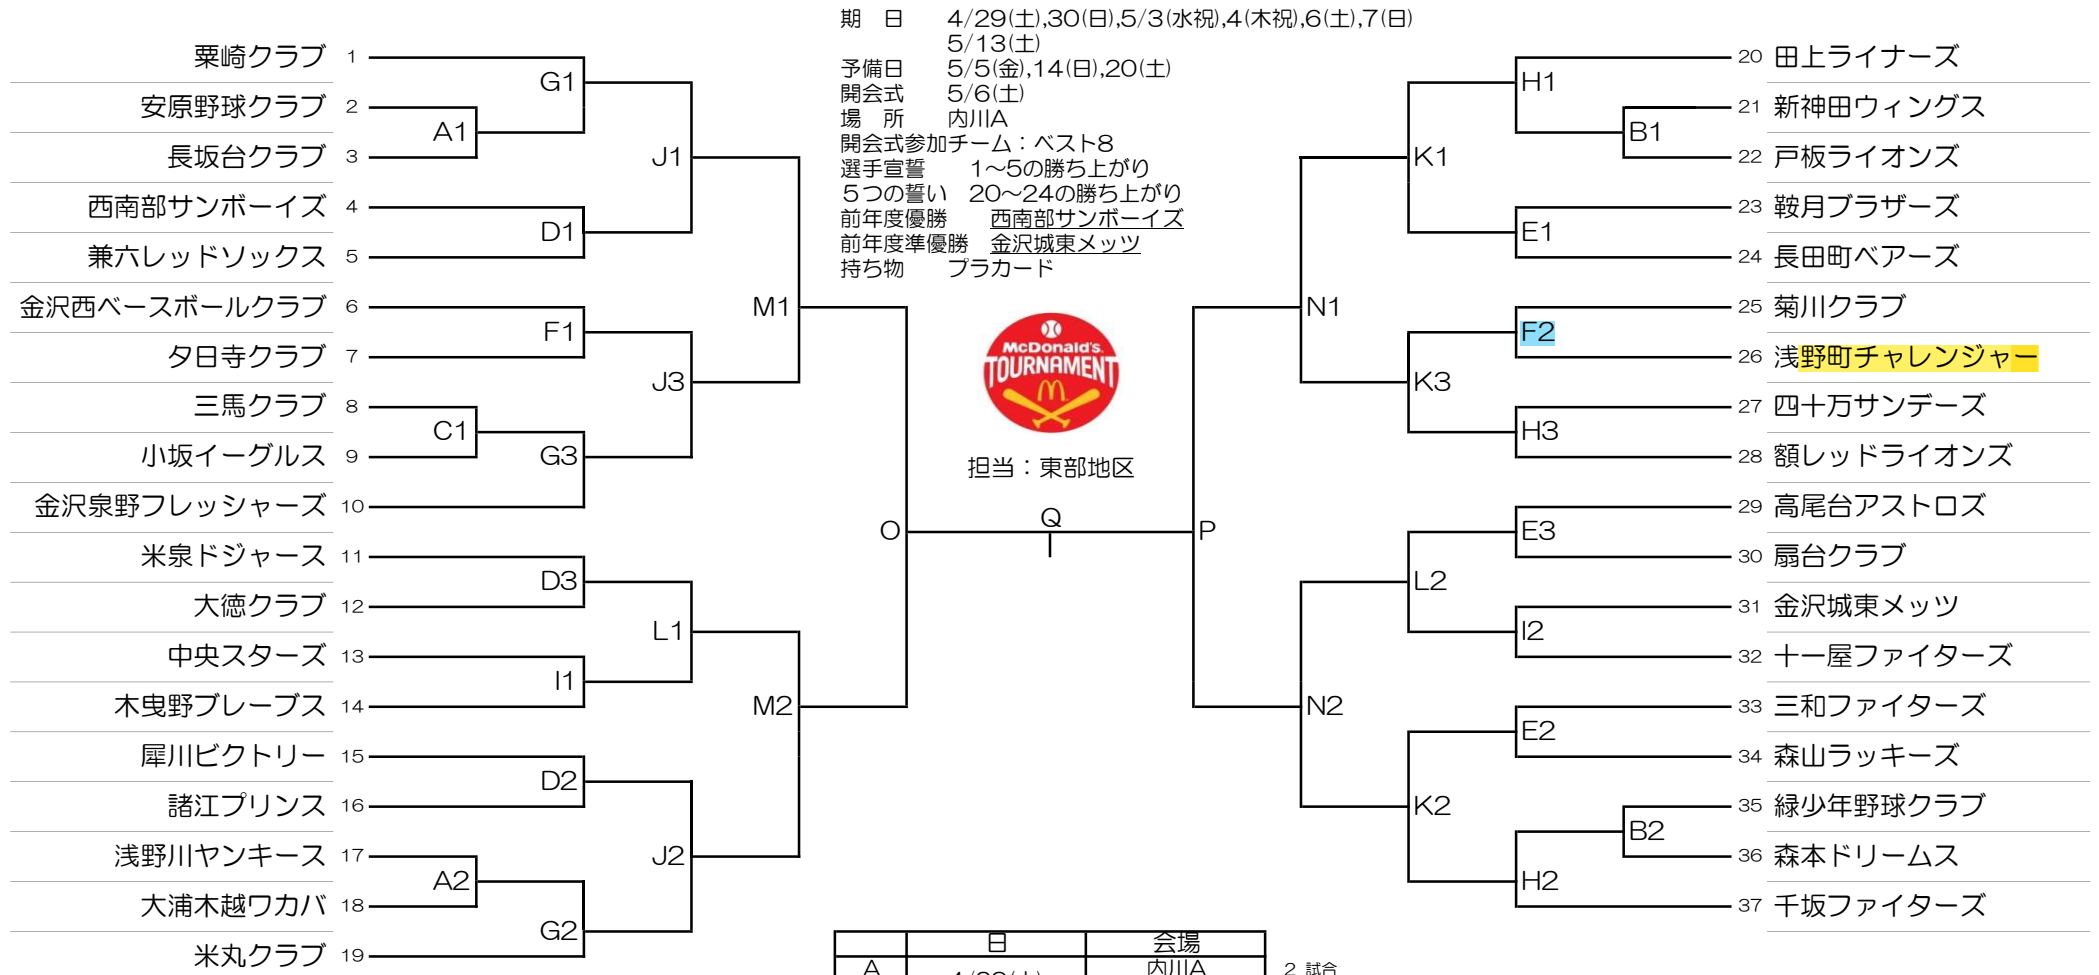 期 日 4/29(土),30(日),5/3(水祝),4(木祝),6(土),7(日)
5/13(土)
予備日 5/5(金),14(日),20(土)
開会式 5/6(土)
場 所 内川A
開会式参加チーム：ベスト8
選手宣誓 1～5の勝ち上がり
５つの誓い 20～24の勝ち上がり
前年度優勝 西南部サンボーイズ
前年度準優勝 金沢城東メッツ
持ち物 プラカード
McDonald's
TOURNAMENT
担当：東部地区
粟崎クラブ 1
安原野球クラブ 2
長坂台クラブ 3
西南部サンボーイズ 4
兼六レッドソックス 5
金沢西ベースボールクラブ 6
夕日寺クラブ 7
三馬クラブ 8
小坂イーグルス 9
金沢泉野フレッシャーズ 10
米泉ドジャース 11
大徳クラブ 12
中央スターズ 13
木曳野ブレーブス 14
犀川ビクトリー 15
諸江プリンス 16
浅野川ヤンキース 17
大浦木越ワカバ 18
米丸クラブ 19
G1
A1
J1
D1
M1
F1
J3
C1
G3
O
D3
L1
I1
M2
D2
J2
A2
G2
Q
P
H1
B1
K1
E1
N1
F2
K3
H3
E3
L2
I2
N2
E2
K2
B2
H2
20 田上ライナーズ
21 新神田ウィングス
22 戸板ライオンズ
23 鞍月ブラザーズ
24 長田町ベアーズ
25 菊川クラブ
26 浅野町チャレンジャー
27 四十万サンデーズ
28 額レッドライオンズ
29 高尾台アストロズ
30 扇台クラブ
31 金沢城東メッツ
32 十一屋ファイターズ
33 三和ファイターズ
34 森山ラッキーズ
35 緑少年野球クラブ
36 森本ドリームス
37 千坂ファイターズ
日 会場
A 4/29(土) 内川A 2 試合